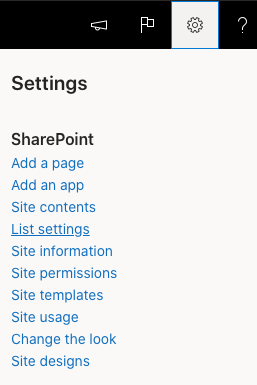 ?
Settings
SharePoint
Add a page
Add an app
Site contents
List settings
Site information
Site permissions
Site templates
Site usage
Change the look
Site designs